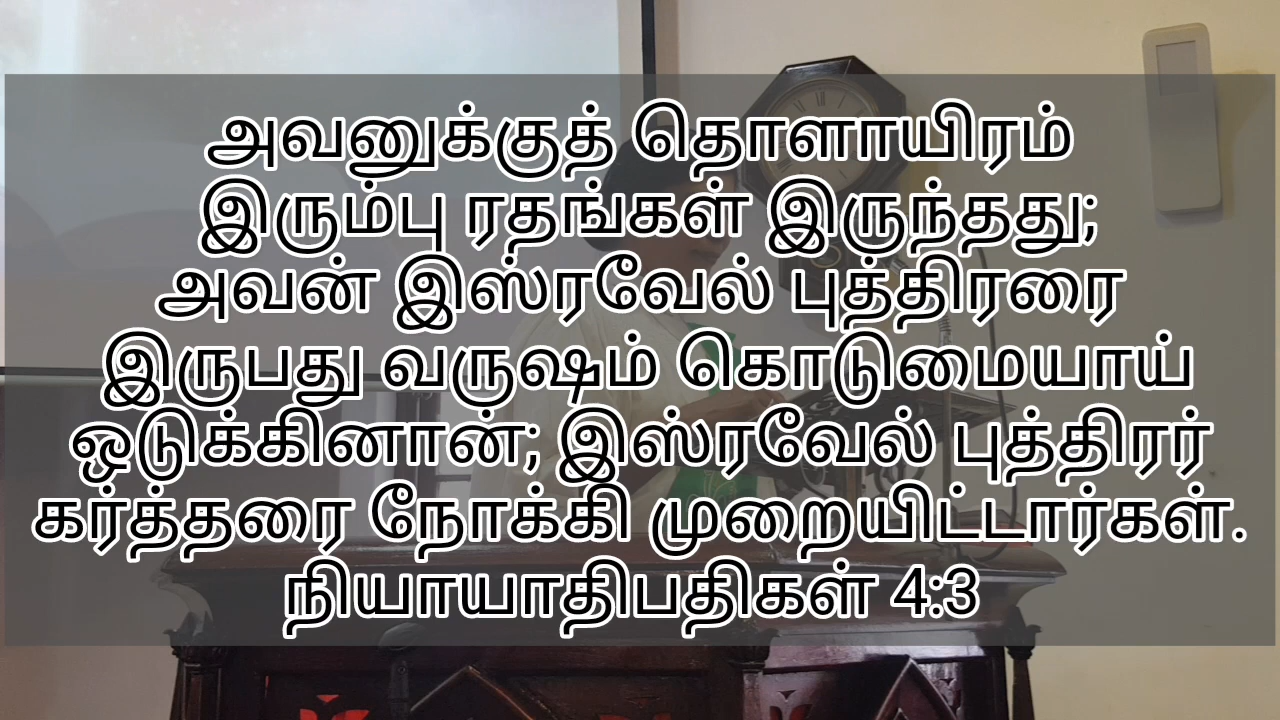 அவனுக்குத் தொளாயிரம்
இரும்பு ரதங்கள் இருந்தது;
அவன் இஸ்ரவேல் புத்திரரை
இருபது வருஷம் கொடுமையாய்
ஒடுக்கினான்; இஸ்ரவேல் புத்திரர்
கர்த்தரை நோக்கி முறையிட்டார்கள்.
நியாயாதிபதிகள் 4:3